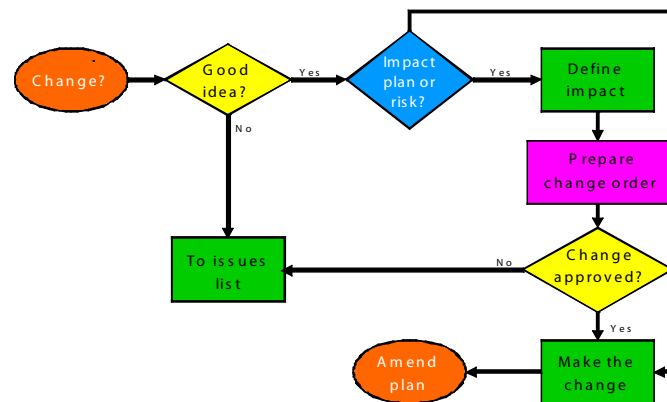 Change?
Good
idea?
Yes
Impact
plan or
risk?
Yes
Define
impact
No
Prepare
change order
To issues
list
No
Change
approved?
Yes
Amend
plan
Make the
change